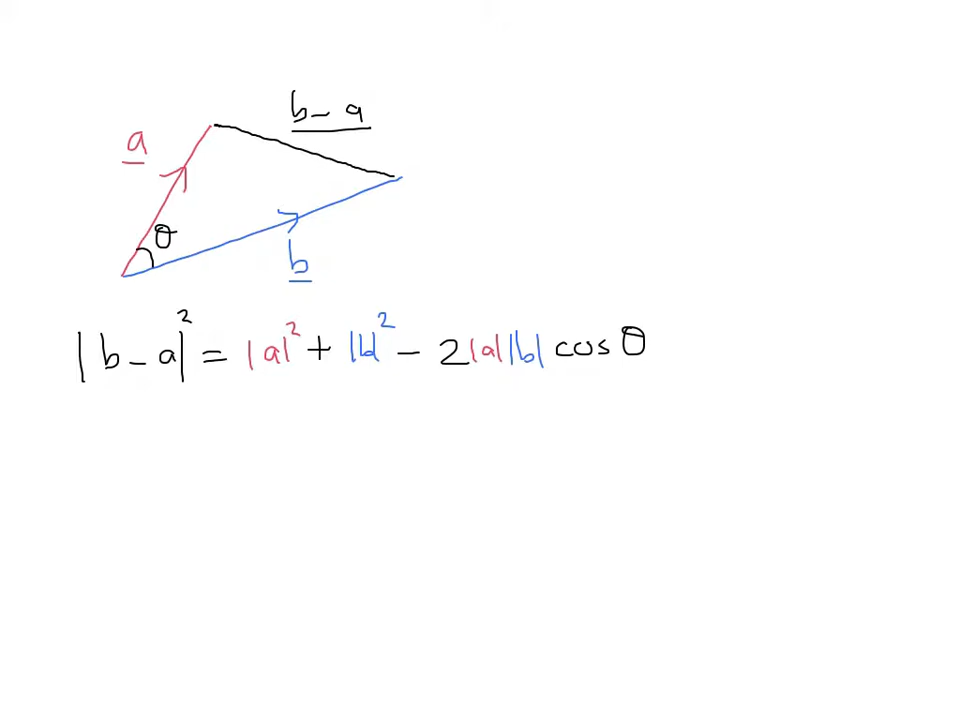 b - a
a
θ
b
|b - a|² = |a|² + |b|² - 2|a||b| cos θ